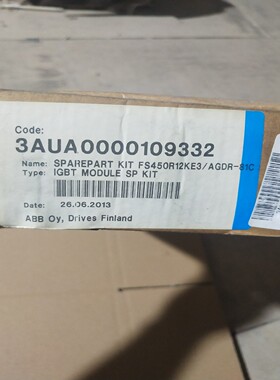 Code:
3AUA0000109332
Name: SPAREPART KIT FS450R12KE3/AGDR-81C
Type: IGBT MODULE SP KIT
Date: 26.06.2013
ABB Oy, Drives Finland